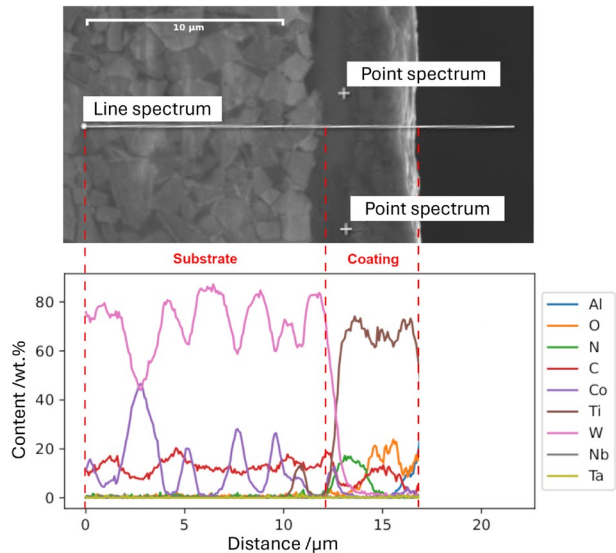 10 µm
Point spectrum
Line spectrum
Point spectrum
Substrate
Coating
Content /wt.%
80
60
40
20
0
0
5
10
15
20
Distance /µm
Al
O
N
C
Co
Ti
W
Nb
Ta